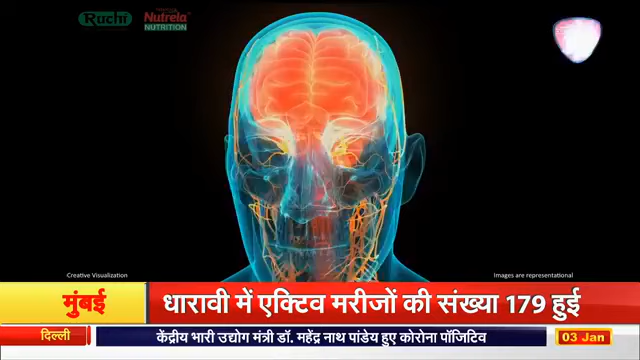 Ruchi
Nutrela
NUTRITION
Creative Visualization
Images are representational
मुंबई
धारावी में एक्टिव मरीजों की संख्या 179 हुई
दिल्ली
केंद्रीय भारी उद्योग मंत्री डॉ. महेंद्र नाथ पांडेय हुए कोरोना पॉजिटिव
03 Jan